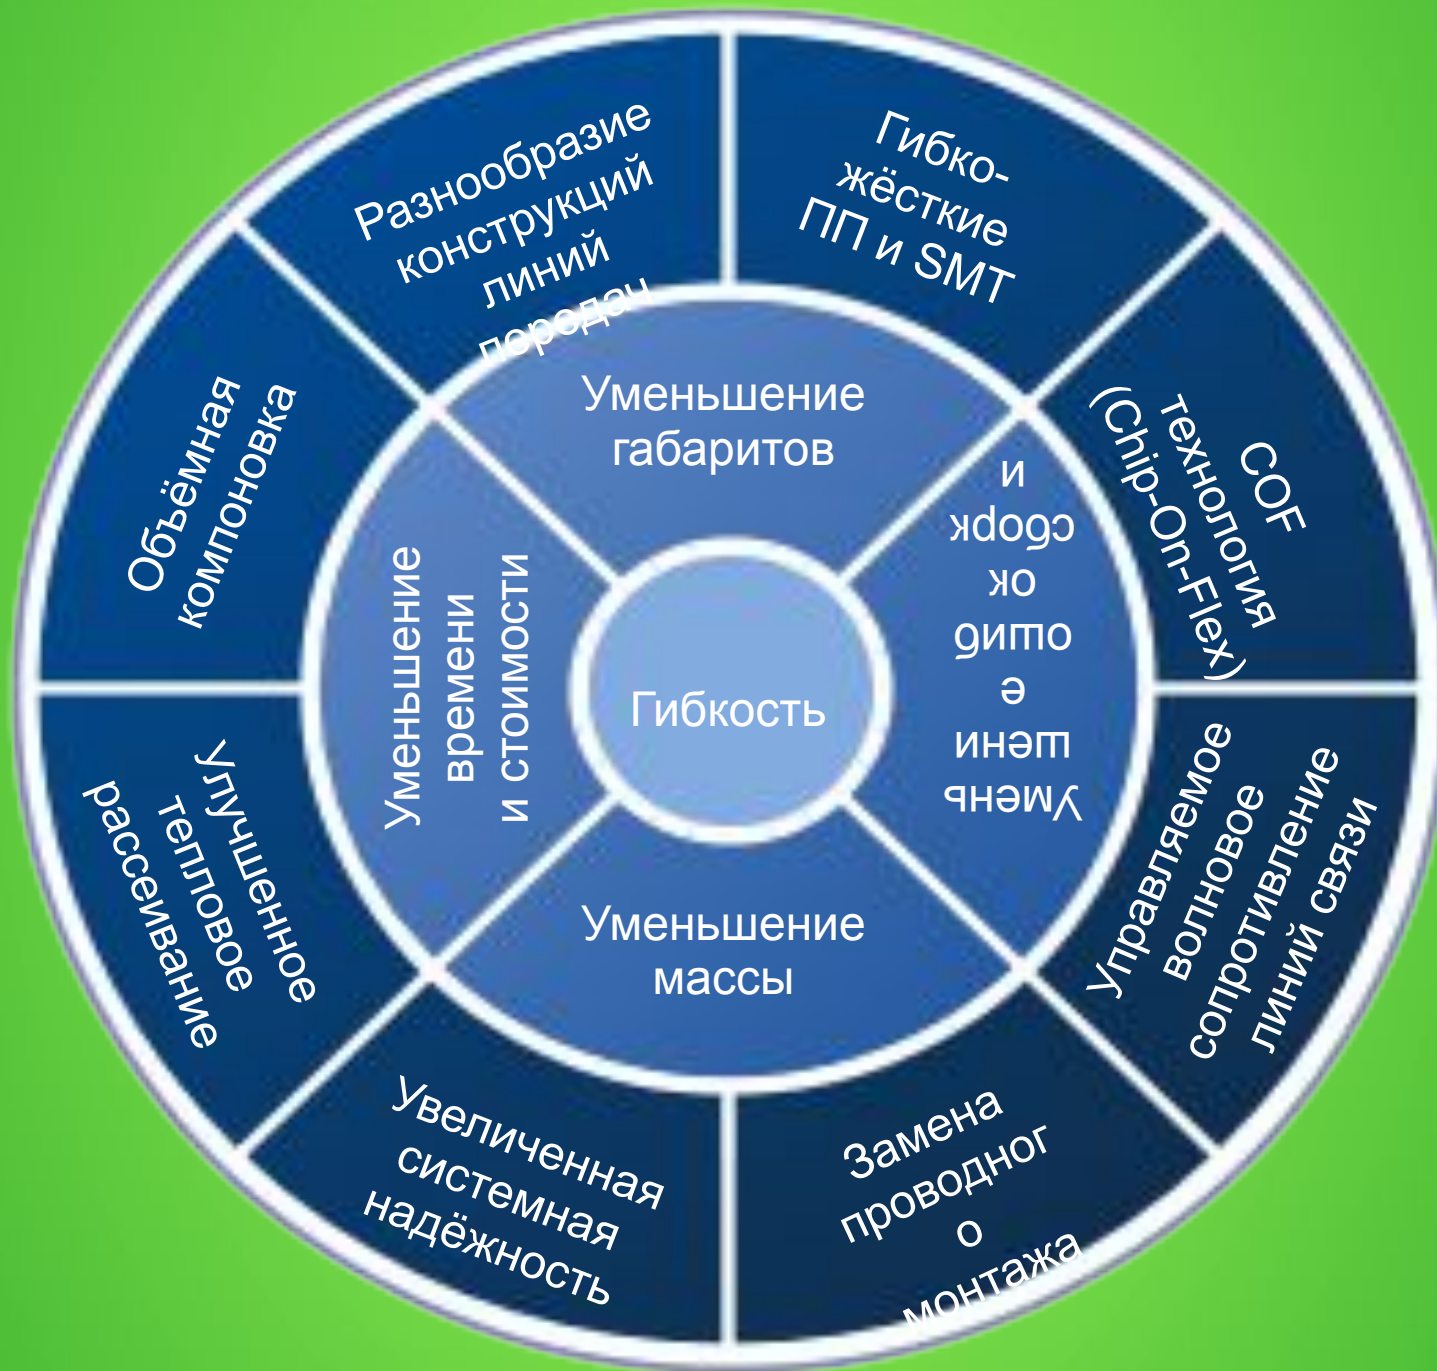 Разнообразие
конструкций
линий
передач
Гибко-
жёсткие
ПП и SMT
COF
технология
(Chip-On-Flex)
Управляемое
волновое
сопротивление
линий связи
Замена
проводног
о
монтажа
Увеличенная
системная
надёжность
Улучшенное
тепловое
рассеивание
Объёмная
компоновка
Уменьшение
габаритов
Умень
шени
е
ошиб
ок
сборк
и
Уменьшение
массы
Уменьшение
времени
и стоимости
Гибкость